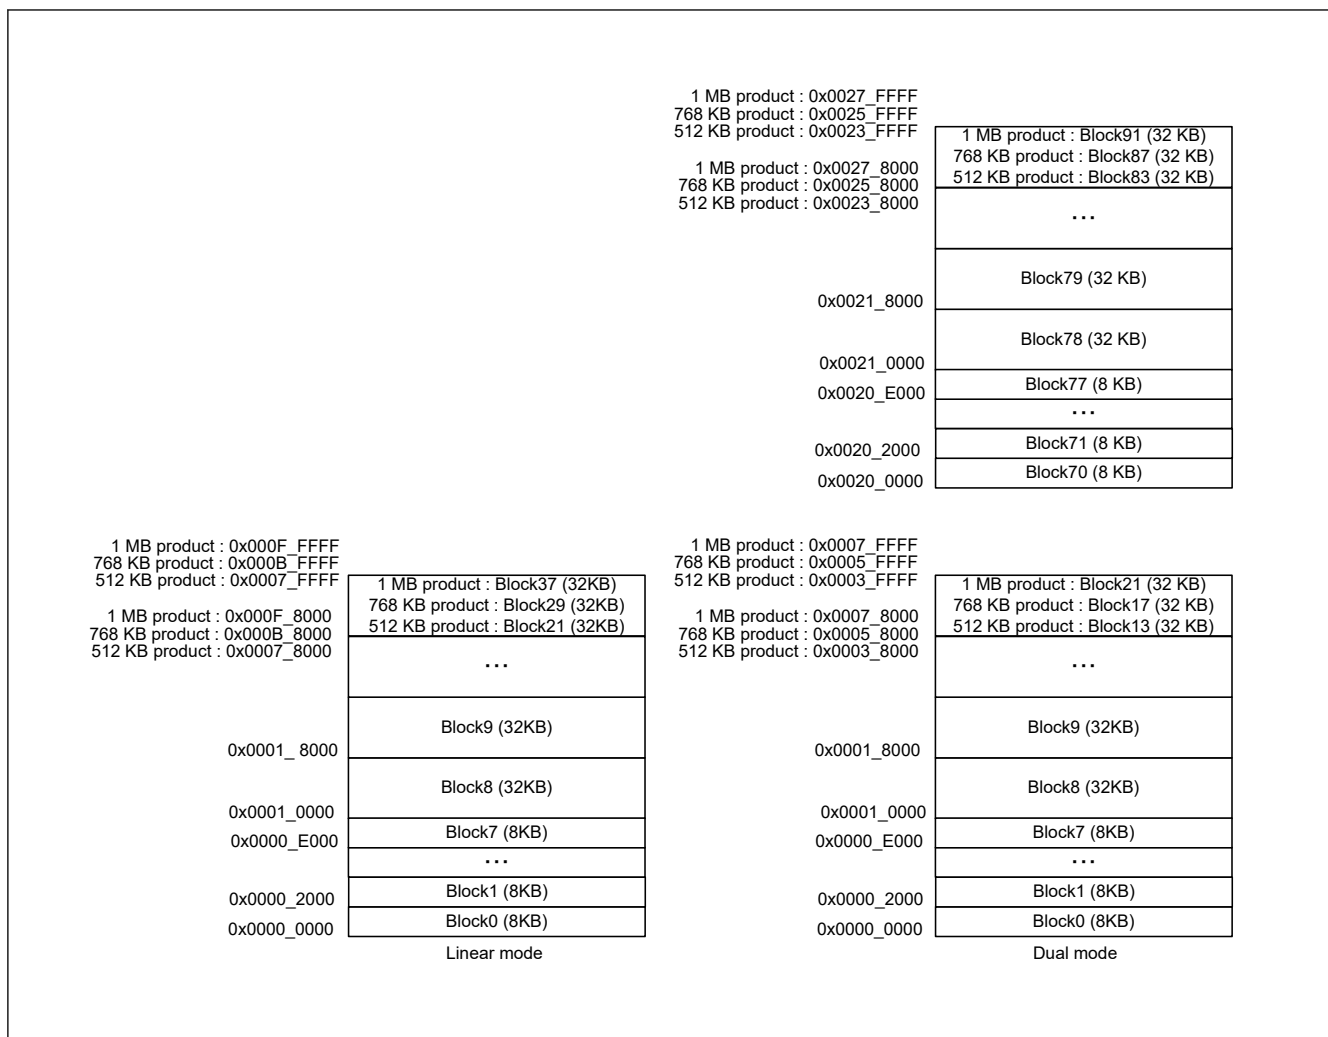 1 MB product : 0x0027_FFFF
768 KB product : 0x0025_FFFF
512 KB product : 0x0023_FFFF
1 MB product : Block91 (32 KB)
768 KB product : Block87 (32 KB)
512 KB product : Block83 (32 KB)
1 MB product : 0x0027_8000
768 KB product : 0x0025_8000
512 KB product : 0x0023_8000
...
Block79 (32 KB)
0x0021_8000
Block78 (32 KB)
0x0021_0000
Block77 (8 KB)
0x0020_E000
...
Block71 (8 KB)
0x0020_2000
Block70 (8 KB)
0x0020_0000
1 MB product : 0x000F_FFFF
768 KB product : 0x000B_FFFF
512 KB product : 0x0007_FFFF
1 MB product : Block37 (32KB)
768 KB product : Block29 (32KB)
512 KB product : Block21 (32KB)
1 MB product : 0x000F_8000
768 KB product : 0x000B_8000
512 KB product : 0x0007_8000
...
Block9 (32KB)
0x0001_ 8000
Block8 (32KB)
0x0001_0000
Block7 (8KB)
0x0000_E000
...
Block1 (8KB)
0x0000_2000
Block0 (8KB)
0x0000_0000
Linear mode
1 MB product : 0x0007_FFFF
768 KB product : 0x0005_FFFF
512 KB product : 0x0003_FFFF
1 MB product : Block21 (32 KB)
768 KB product : Block17 (32 KB)
512 KB product : Block13 (32 KB)
1 MB product : 0x0007_8000
768 KB product : 0x0005_8000
512 KB product : 0x0003_8000
...
Block9 (32KB)
0x0001_8000
Block8 (32KB)
0x0001_0000
Block7 (8KB)
0x0000_E000
...
Block1 (8KB)
0x0000_2000
Block0 (8KB)
0x0000_0000
Dual mode